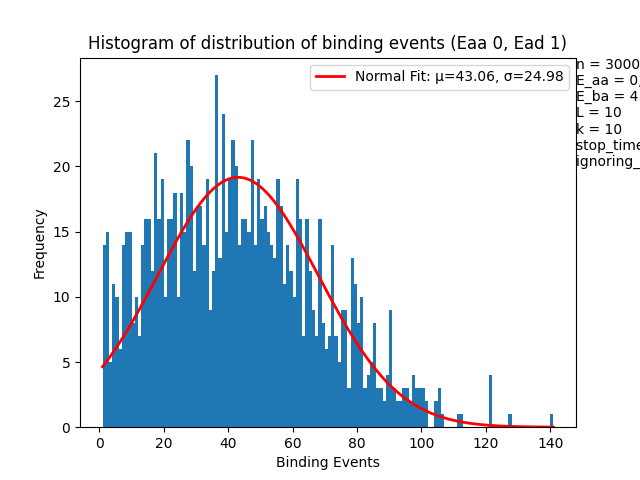 Histogram of distribution of binding events (Eaa 0, Ead 1)
Normal Fit: μ=43.06, σ=24.98
n = 3000
E_aa = 0,
E_ba = 4
L = 10
k = 10
stop_time
ignoring_
Frequency
25
20
15
10
5
0
0 20 40 60 80 100 120 140
Binding Events